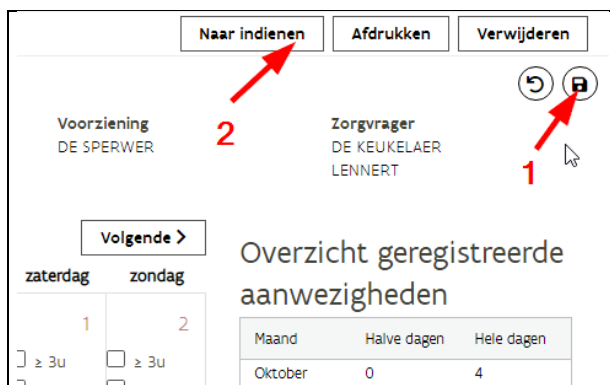 Naar indienen Afdrukken Verwijderen
Voorziening Zorgvrager
DE SPERWER 2 DE KEUKELAER
LENNERT 1
Volgende
Overzicht geregistreerde
zaterdag zondag
aanwezigheden
1 2
≥ 3u ≥ 3u
Maand Halve dagen Hele dagen
Oktober 0 4